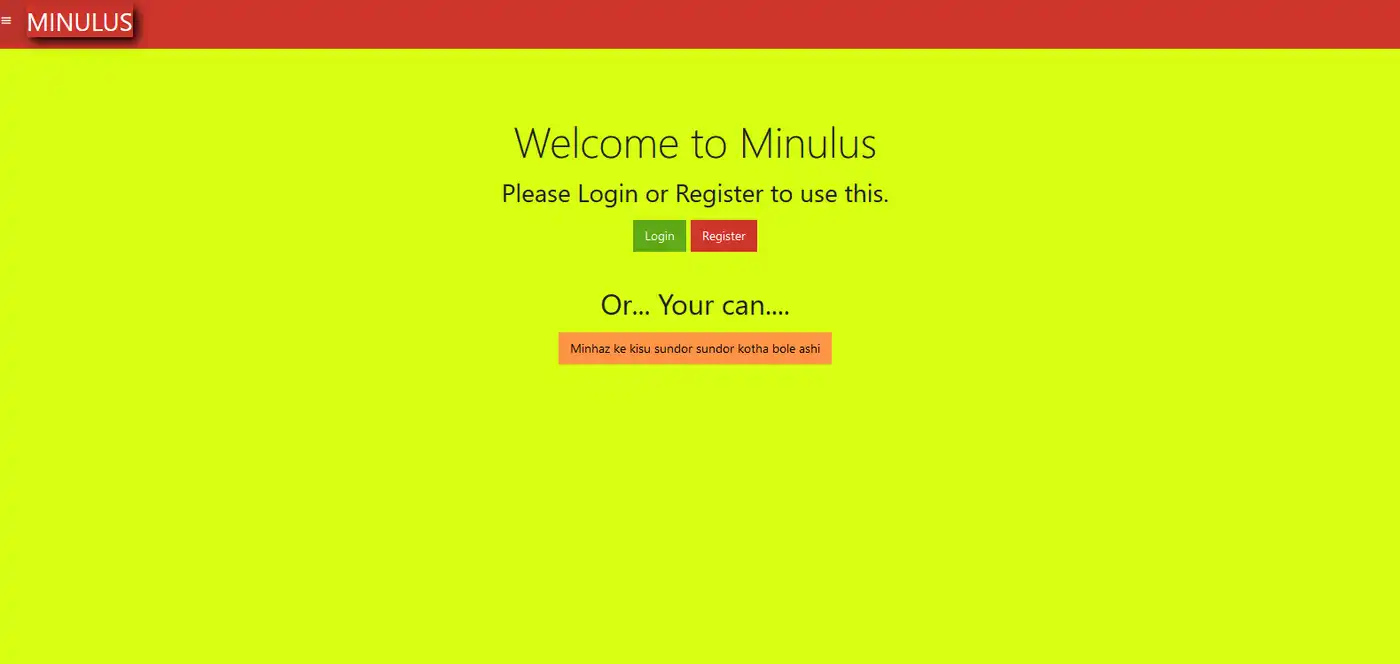 MINULUS
Welcome to Minulus
Please Login or Register to use this.
Login Register
Or... Your can....
Minhaz ke kisu sundor sundor kotha bole ashi